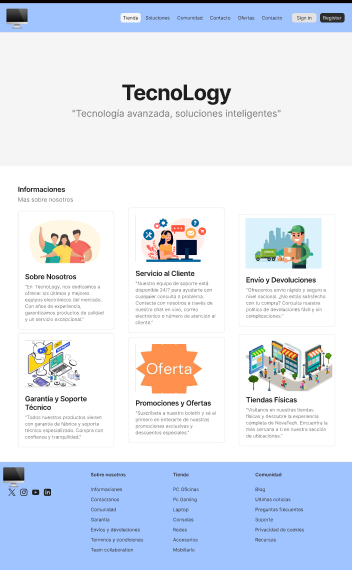 Tienda Soluciones Comunidad Contacto Ofertas Contacto Sign in Register
TecnoLogy
"Tecnología avanzada, soluciones inteligentes"
Informaciones
Mas sobre nosotros
Sobre Nosotros
"En TecnoLogy, nos dedicamos a
ofrecer los últimos y mejores
equipos electrónicos del mercado.
Con años de experiencia,
garantizamos productos de calidad
y un servicio excepcional."
Servicio al Cliente
"Nuestro equipo de soporte está
disponible 24/7 para ayudarte con
cualquier consulta o problema.
Contacta con nosotros a través de
nuestro chat en vivo, correo
electrónico o número de atención al
cliente."
Envío y Devoluciones
"Ofrecemos envío rápido y seguro a
nivel nacional. ¿No estás satisfecho
con tu compra? Consulta nuestra
política de devoluciones fácil y sin
complicaciones."
Garantía y Soporte
Técnico
"Todos nuestros productos vienen
con garantía de fábrica y soporte
técnico especializado. Compra con
confianza y tranquilidad."
Oferta
Promociones y Ofertas
"Suscríbete a nuestro boletín y sé el
primero en enterarte de nuestras
promociones exclusivas y
descuentos especiales."
Tiendas Físicas
"Visítanos en nuestras tiendas
físicas y descubre la experiencia
completa de NovaTech. Encuentra la
más cercana a ti en nuestra sección
de ubicaciones."
Sobre nosotros
Informaciones
Contactanos
Comunidad
Garantía
Envíos y devoluciones
Terminos y condiciones
Team collaboration
Tienda
PC Oficinas
Pc Gaming
Laptop
Consolas
Redes
Accesorios
Mobiliario
Comunidad
Blog
Ultimas noticias
Preguntas frecuentes
Soporte
Privacidad de cookies
Recursos